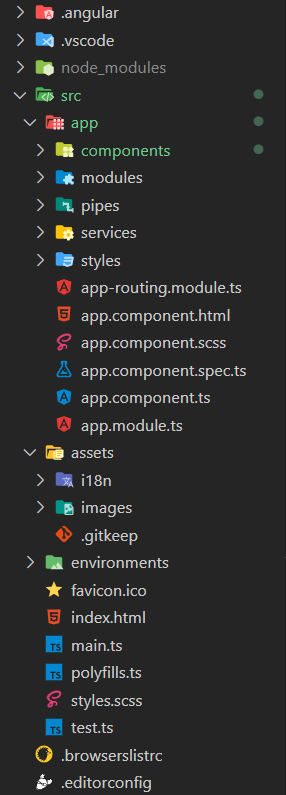 .angular
.vscode
node_modules
src
app
components
modules
pipes
services
styles
app-routing.module.ts
app.component.html
app.component.scss
app.component.spec.ts
app.component.ts
app.module.ts
assets
i18n
images
.gitkeep
environments
favicon.ico
index.html
main.ts
polyfills.ts
styles.scss
test.ts
.browserslistrc
.editorconfig